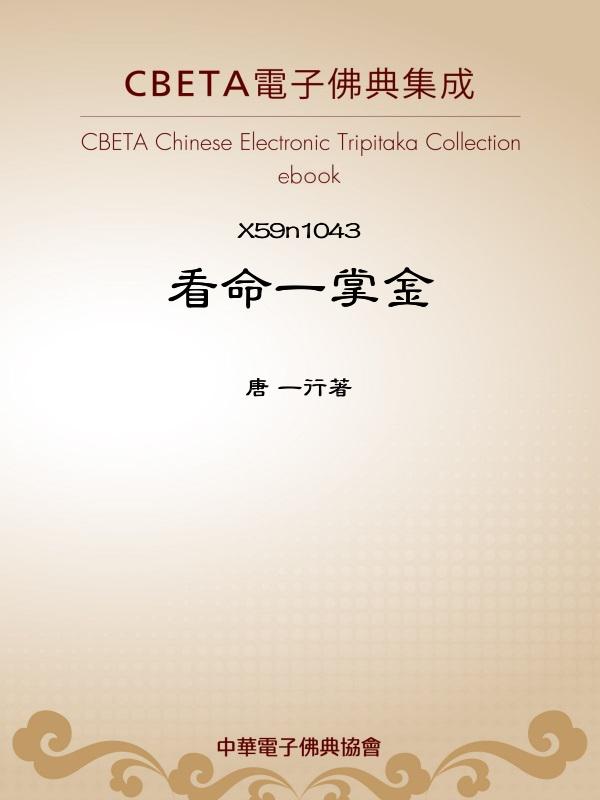 CBETA電子佛典集成
CBETA Chinese Electronic Tripitaka Collection
ebook
X59n1043
看命一掌金
唐 一行著
中華電子佛典協會